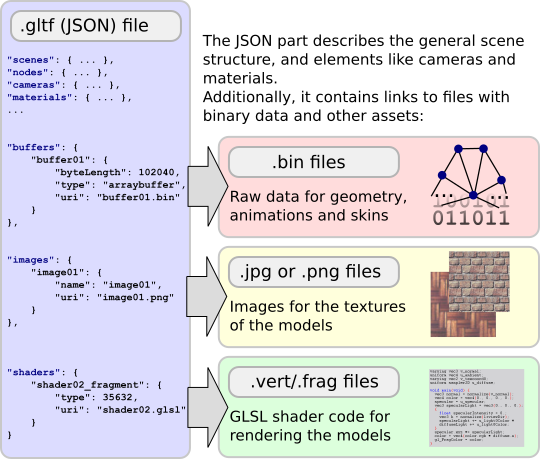 .gltf (JSON) file
"scenes": { ... },
"nodes": { ... },
"cameras": { ... },
"materials": { ... },
...
"buffers": {
"buffer01": {
"byteLength": 102040,
"type": "arraybuffer",
"uri": "buffer01.bin"
}
},
"images": {
"image01": {
"name": "image01",
"uri": "image01.png"
}
},
"shaders": {
"shader02_fragment": {
"type": 35632,
"uri": "shader02.glsl"
}
}
The JSON part describes the general scene
structure, and elements like cameras and
materials.
Additionally, it contains links to files with
binary data and other assets:
.bin files
Raw data for geometry,
animations and skins
100101
011011
.jpg or .png files
Images for the textures
of the models
.vert/.frag files
GLSL shader code for
rendering the models